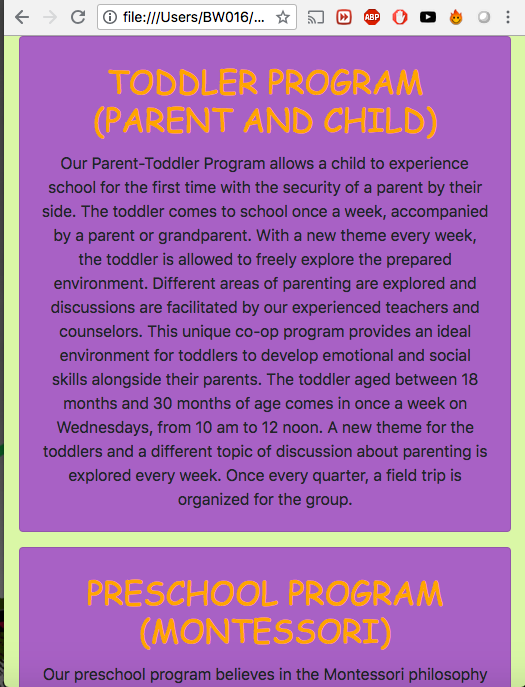 file:///Users/BW016/...
ABP
TODDLER PROGRAM
(PARENT AND CHILD)
Our Parent-Toddler Program allows a child to experience
school for the first time with the security of a parent by their
side. The toddler comes to school once a week, accompanied
by a parent or grandparent. With a new theme every week,
the toddler is allowed to freely explore the prepared
environment. Different areas of parenting are explored and
discussions are facilitated by our experienced teachers and
counselors. This unique co-op program provides an ideal
environment for toddlers to develop emotional and social
skills alongside their parents. The toddler aged between 18
months and 30 months of age comes in once a week on
Wednesdays, from 10 am to 12 noon. A new theme for the
toddlers and a different topic of discussion about parenting is
explored every week. Once every quarter, a field trip is
organized for the group.
PRESCHOOL PROGRAM
(MONTESSORI)
Our preschool program believes in the Montessori philosophy